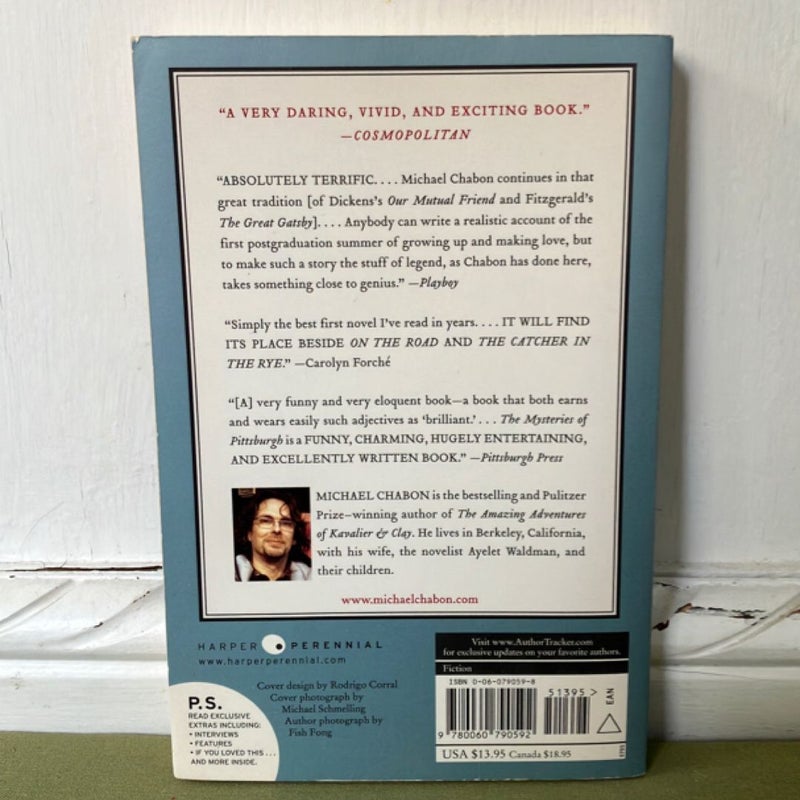 “A VERY DARING, VIVID, AND EXCITING BOOK.”
—COSMOPOLITAN
“ABSOLUTELY TERRIFIC. . . . Michael Chabon continues in that
great tradition [of Dickens’s Our Mutual Friend and Fitzgerald’s
The Great Gatsby]. . . . Anybody can write a realistic account of the
first postgraduation summer of growing up and making love, but
to make such a story the stuff of legend, as Chabon has done here,
takes something close to genius.” —Playboy
“Simply the best first novel I’ve read in years. . . . IT WILL FIND
ITS PLACE BESIDE ON THE ROAD AND THE CATCHER IN
THE RYE.” —Carolyn Forché
“[A] very funny and very eloquent book—a book that both earns
and wears easily such adjectives as ‘brilliant.’ . . . The Mysteries of
Pittsburgh is a FUNNY, CHARMING, HUGELY ENTERTAINING,
AND EXCELLENTLY WRITTEN BOOK.” —Pittsburgh Press
MICHAEL CHABON is the bestselling and Pulitzer
Prize–winning author of The Amazing Adventures
of Kavalier & Clay. He lives in Berkeley, California,
with his wife, the novelist Ayelet Waldman, and
their children.
www.michaelchabon.com
HARPER PERENNIAL
www.harperperennial.com
Cover design by Rodrigo Corral
Cover photograph by
Michael Schmelling
Author photograph by
Fish Fong
P.S.
READ EXCLUSIVE
EXTRAS INCLUDING:
• INTERVIEWS
• FEATURES
• IF YOU LOVED THIS . . .
AND MORE INSIDE.
Visit www.AuthorTracker.com
for exclusive updates on your favorite authors.
Fiction
ISBN 0-06-079059-8
51395 >
EAN
9 780060 790592
USA $13.95 Canada $18.95